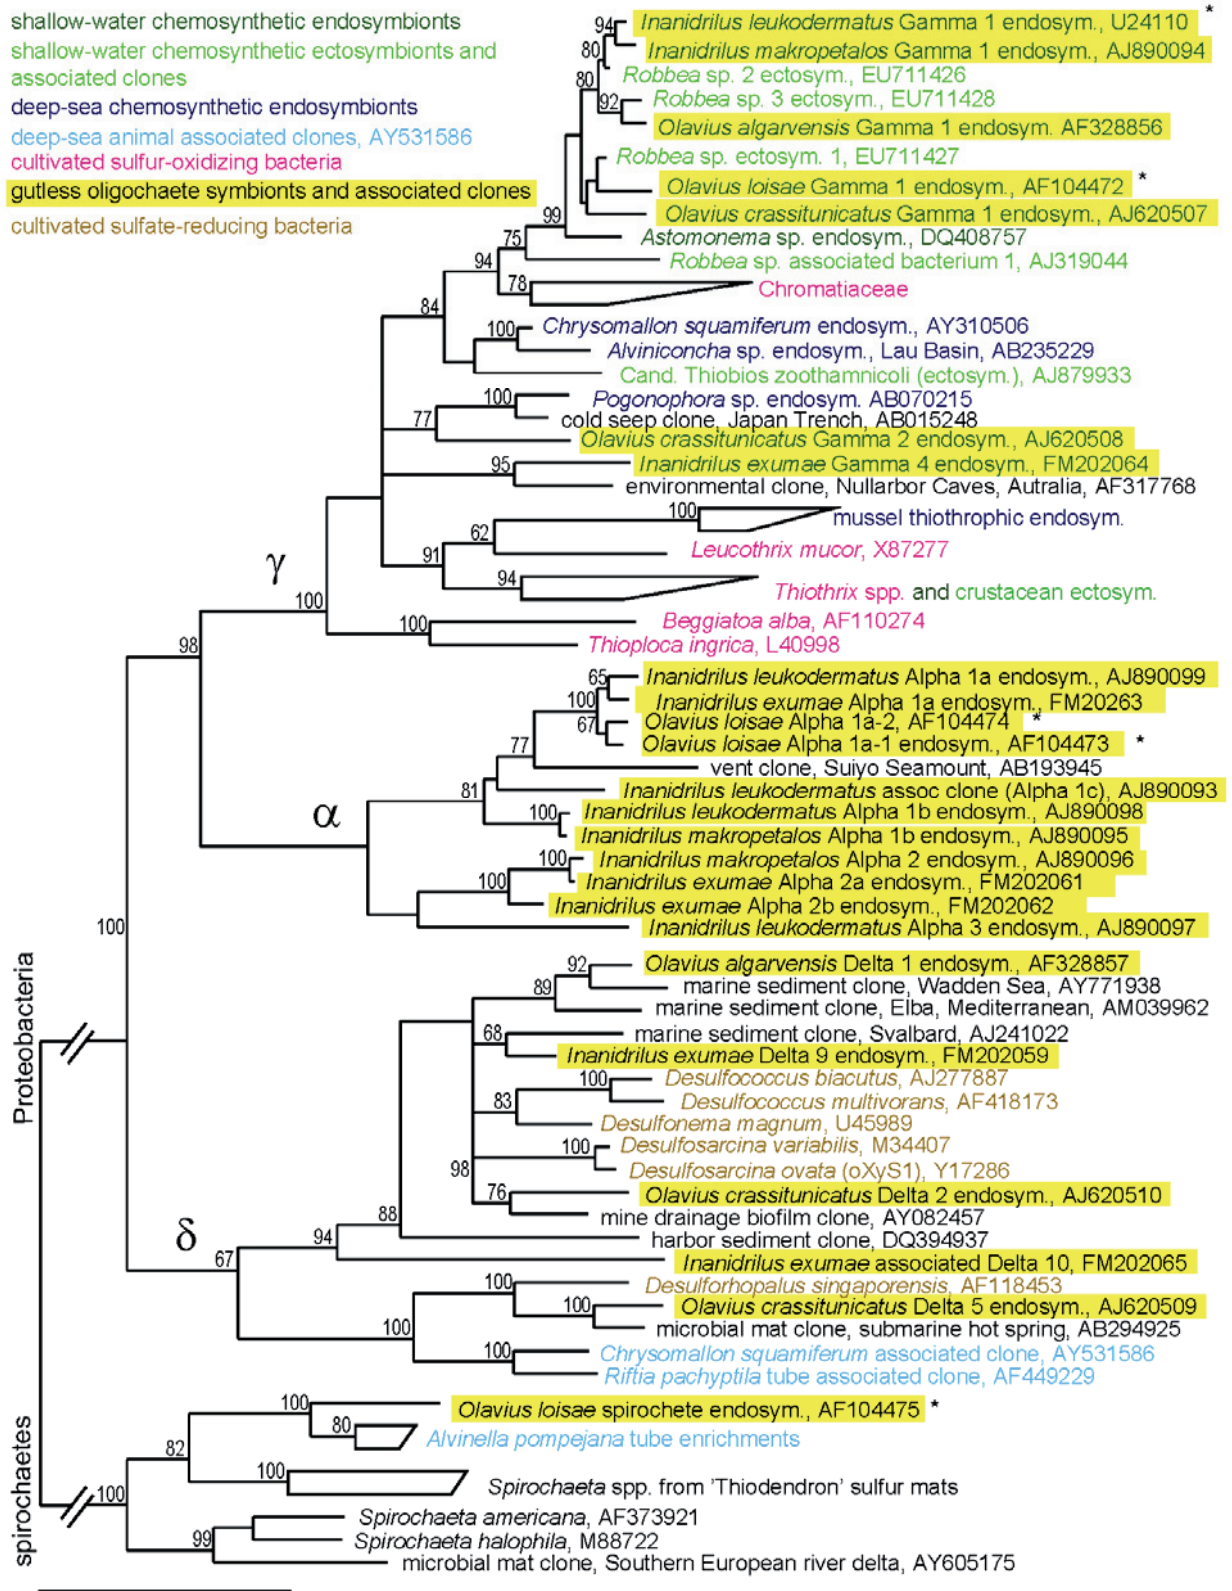 shallow-water chemosynthetic endosymbionts
shallow-water chemosynthetic ectosymbionts and
associated clones
deep-sea chemosynthetic endosymbionts
deep-sea animal associated clones, AY531586
cultivated sulfur-oxidizing bacteria
gutless oligochaete symbionts and associated clones
cultivated sulfate-reducing bacteria
94 Inanidrilus leukodermatus Gamma 1 endosym., U24110 *
80 Inanidrilus makropetalos Gamma 1 endosym., AJ890094
Robbea sp. 2 ectosym., EU711426
80
92 Robbea sp. 3 ectosym., EU711428
Olavius algarvensis Gamma 1 endosym. AF328856
Robbea sp. ectosym. 1, EU711427
Olavius loisae Gamma 1 endosym., AF104472 *
99 Olavius crassitunicatus Gamma 1 endosym., AJ620507
75 Astomonema sp. endosym., DQ408757
94 Robbea sp. associated bacterium 1, AJ319044
78 Chromatiaceae
84
100 Chrysomallon squamiferum endosym., AY310506
Alviniconcha sp. endosym., Lau Basin, AB235229
Cand. Thiobios zoothamnicoli (ectosym.), AJ879933
100 Pogonophora sp. endosym. AB070215
77 cold seep clone, Japan Trench, AB015248
Olavius crassitunicatus Gamma 2 endosym., AJ620508
95 Inanidrilus exumae Gamma 4 endosym., FM202064
environmental clone, Nullarbor Caves, Autralia, AF317768
100 mussel thiothrophic endosym.
62
91 Leucothrix mucor, X87277
γ
94 Thiothrix spp. and crustacean ectosym.
100
100 Beggiatoa alba, AF110274
98 Thioploca ingrica, L40998
65 Inanidrilus leukodermatus Alpha 1a endosym., AJ890099
100 Inanidrilus exumae Alpha 1a endosym., FM20263
67 Olavius loisae Alpha 1a-2, AF104474 *
77 Olavius loisae Alpha 1a-1 endosym., AF104473 *
vent clone, Suiyo Seamount, AB193945
81 Inanidrilus leukodermatus assoc clone (Alpha 1c), AJ890093
α
100 Inanidrilus leukodermatus Alpha 1b endosym., AJ890098
Inanidrilus makropetalos Alpha 1b endosym., AJ890095
100 Inanidrilus makropetalos Alpha 2 endosym., AJ890096
100 Inanidrilus exumae Alpha 2a endosym., FM202061
Inanidrilus exumae Alpha 2b endosym., FM202062
100 Inanidrilus leukodermatus Alpha 3 endosym., AJ890097
Proteobacteria
92 Olavius algarvensis Delta 1 endosym., AF328857
89 marine sediment clone, Wadden Sea, AY771938
marine sediment clone, Elba, Mediterranean, AM039962
68 marine sediment clone, Svalbard, AJ241022
Inanidrilus exumae Delta 9 endosym., FM202059
100 Desulfococcus biacutus, AJ277887
83 Desulfococcus multivorans, AF418173
Desulfonema magnum, U45989
100 Desulfosarcina variabilis, M34407
98 Desulfosarcina ovata (oXyS1), Y17286
76 Olavius crassitunicatus Delta 2 endosym., AJ620510
88 mine drainage biofilm clone, AY082457
δ
94 harbor sediment clone, DQ394937
67 Inanidrilus exumae associated Delta 10, FM202065
100 Desulforhopalus singaporensis, AF118453
100 Olavius crassitunicatus Delta 5 endosym., AJ620509
100 microbial mat clone, submarine hot spring, AB294925
100 Chrysomallon squamiferum associated clone, AY531586
Riftia pachyptila tube associated clone, AF449229
spirochaetes
100 Olavius loisae spirochete endosym., AF104475 *
80 Alvinella pompejana tube enrichments
82
100 Spirochaeta spp. from 'Thiodendron' sulfur mats
100
Spirochaeta americana, AF373921
99 Spirochaeta halophila, M88722
microbial mat clone, Southern European river delta, AY605175